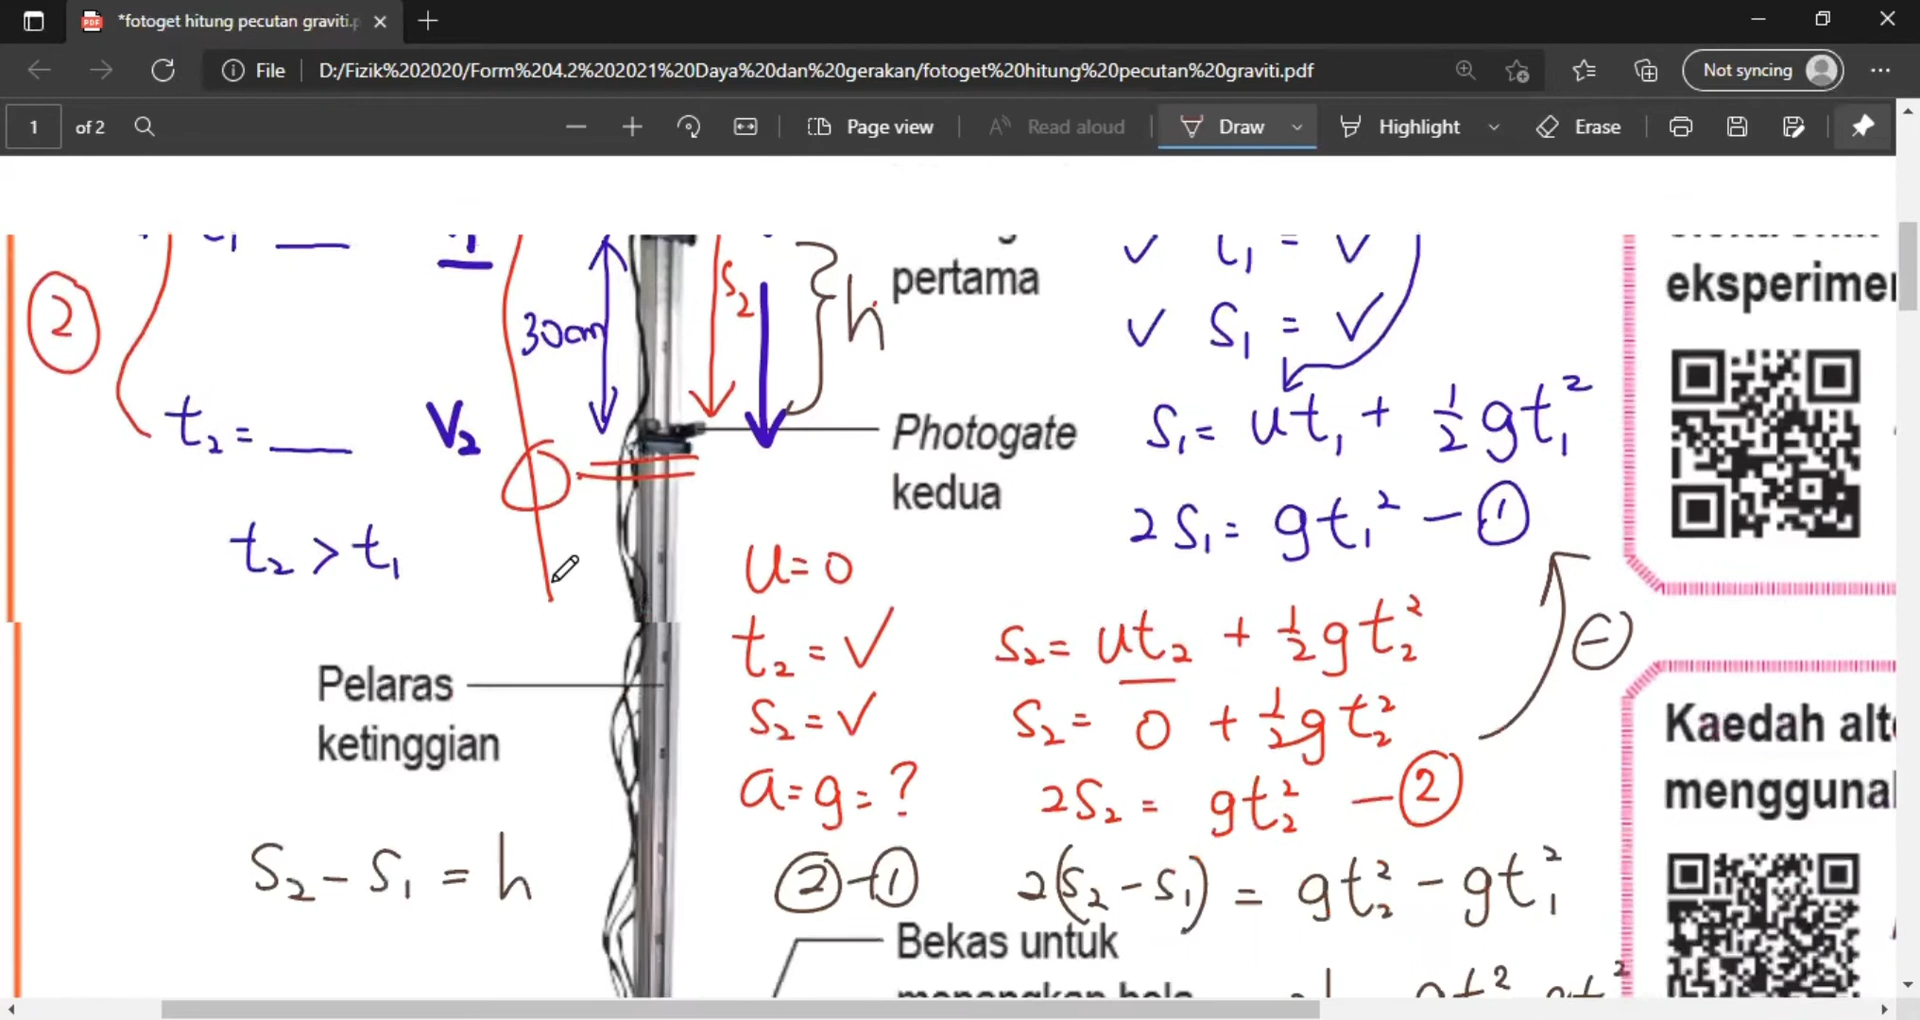 *fotoget hitung pecutan graviti.p
File D:/Fizik%202020/Form%204.2%202021%20Daya%20dan%20gerakan/fotoget%20hitung%20pecutan%20graviti.pdf Not syncing
1 of 2 Page view Read aloud Draw Highlight Erase
t₁ ___
pertama
t₁ = ✓
✓ S₁ = ✓
eksperimen
2
30cm
S₂
h
t₂ = ___ V₂
Photogate
kedua
S₁ = ut₁ + ½gt₁²
2S₁ = gt₁² – ①
t₂ > t₁
u = 0
t₂ = ✓
S₂ = ✓
a = g = ?
S₂ = ut₂ + ½gt₂²
S₂ = 0 + ½gt₂²
2S₂ = gt₂² – ②
(–)
Pelaras
ketinggian
Kaedah alt
mengguna
S₂ – S₁ = h
② – ① 2(S₂ – S₁) = gt₂² – gt₁²
Bekas untuk